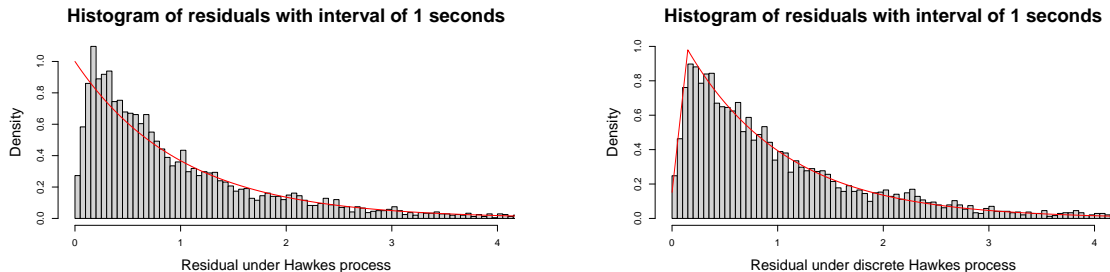 Histogram of residuals with interval of 1 seconds
Density
0.0 0.2 0.4 0.6 0.8 1.0
0 1 2 3 4
Residual under Hawkes process
Histogram of residuals with interval of 1 seconds
Density
0.0 0.2 0.4 0.6 0.8 1.0
0 1 2 3 4
Residual under discrete Hawkes process